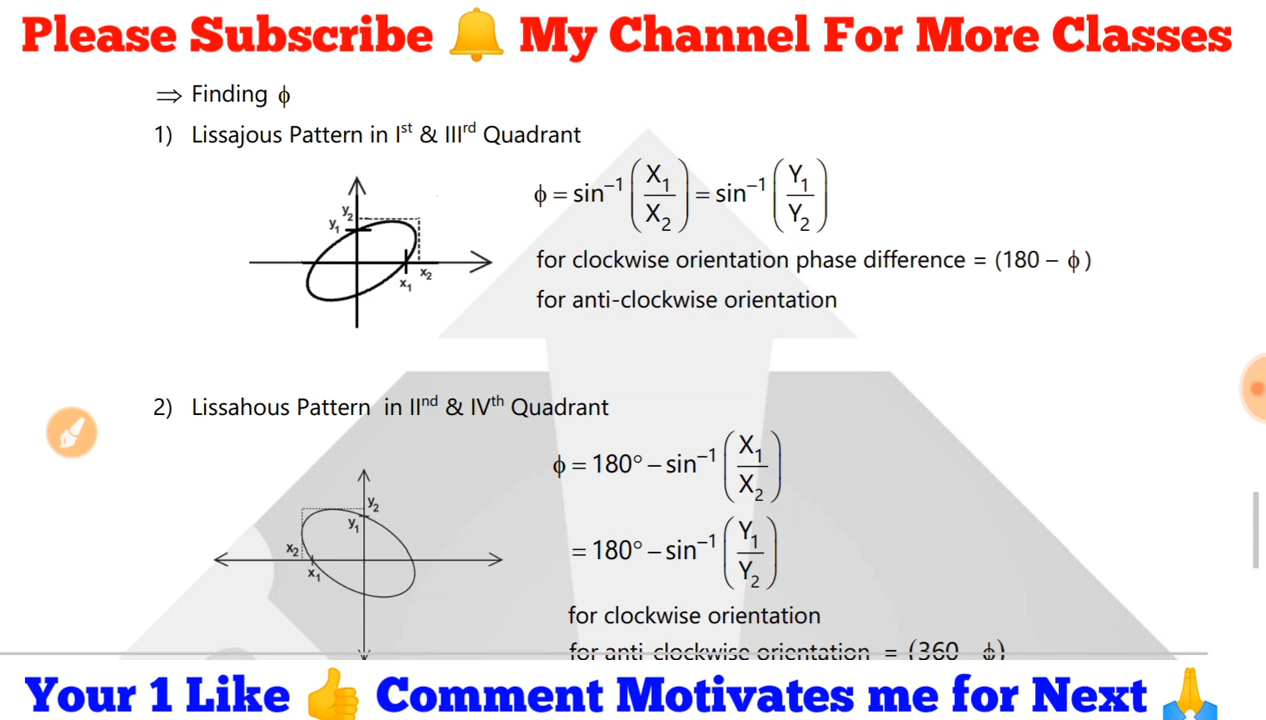 Please Subscribe 🔔 My Channel For More Classes
⇒ Finding ϕ
1) Lissajous Pattern in Iˢᵗ & IIIʳᵈ Quadrant
ϕ = sin⁻¹ (X₁/X₂) = sin⁻¹ (Y₁/Y₂)
y₂
y₁
x₂
x₁
for clockwise orientation phase difference = (180 − ϕ)
for anti-clockwise orientation
2) Lissahous Pattern in IIⁿᵈ & IVᵗʰ Quadrant
ϕ = 180° − sin⁻¹ (X₁/X₂)
y₂
y₁
x₂
x₁
= 180° − sin⁻¹ (Y₁/Y₂)
for clockwise orientation
for anti clockwise orientation = (360 ϕ)
Your 1 Like 👍 Comment Motivates me for Next 🙏